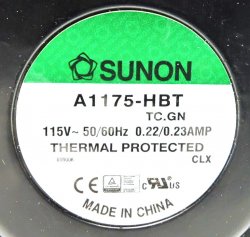 SUNON
A1175-HBT
TC.GN
115V~ 50/60Hz 0.22/0.23AMP
THERMAL PROTECTED
CLX
MADE IN CHINA